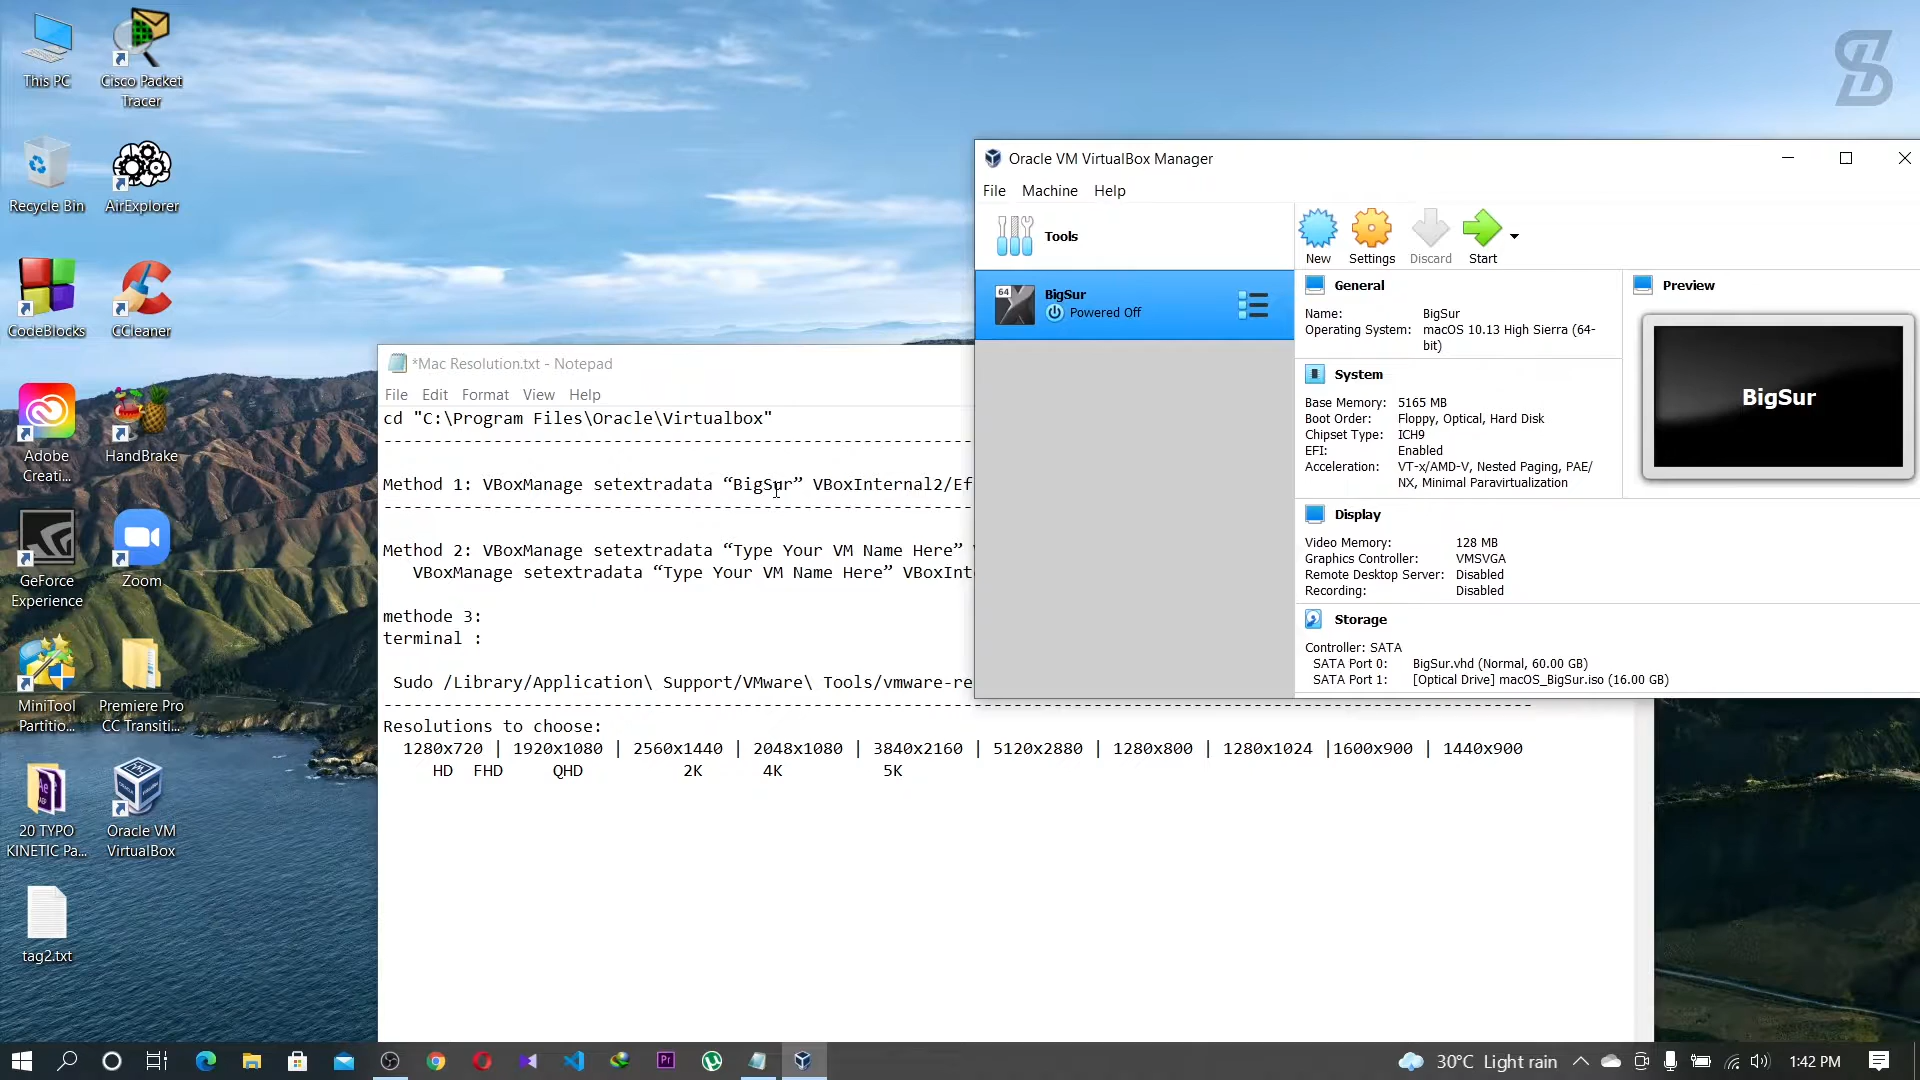 This PC
Cisco Packet
Tracer
Recycle Bin
AirExplorer
CodeBlocks
CCleaner
Adobe
Creati...
HandBrake
GeForce
Experience
Zoom
MiniTool
Partitio...
Premiere Pro
CC Transiti...
20 TYPO
KINETIC Pa...
Oracle VM
VirtualBox
tag2.txt
*Mac Resolution.txt - Notepad
File Edit Format View Help
cd "C:\Program Files\Oracle\Virtualbox"
Method 1: VBoxManage setextradata “BigSur” VBoxInternal2/Ef
Method 2: VBoxManage setextradata “Type Your VM Name Here”
VBoxManage setextradata “Type Your VM Name Here” VBoxInt
methode 3:
terminal :
Sudo /Library/Application\ Support/VMware\ Tools/vmware-re
Resolutions to choose:
1280x720 | 1920x1080 | 2560x1440 | 2048x1080 | 3840x2160 | 5120x2880 | 1280x800 | 1280x1024 |1600x900 | 1440x900
HD FHD QHD 2K 4K 5K
Oracle VM VirtualBox Manager
File Machine Help
Tools
New Settings Discard Start
64
BigSur
Powered Off
General
Name: BigSur
Operating System: macOS 10.13 High Sierra (64-
bit)
Preview
BigSur
System
Base Memory: 5165 MB
Boot Order: Floppy, Optical, Hard Disk
Chipset Type: ICH9
EFI: Enabled
Acceleration: VT-x/AMD-V, Nested Paging, PAE/
NX, Minimal Paravirtualization
Display
Video Memory: 128 MB
Graphics Controller: VMSVGA
Remote Desktop Server: Disabled
Recording: Disabled
Storage
Controller: SATA
SATA Port 0: BigSur.vhd (Normal, 60.00 GB)
SATA Port 1: [Optical Drive] macOS_BigSur.iso (16.00 GB)
Pr
30°C Light rain
1:42 PM